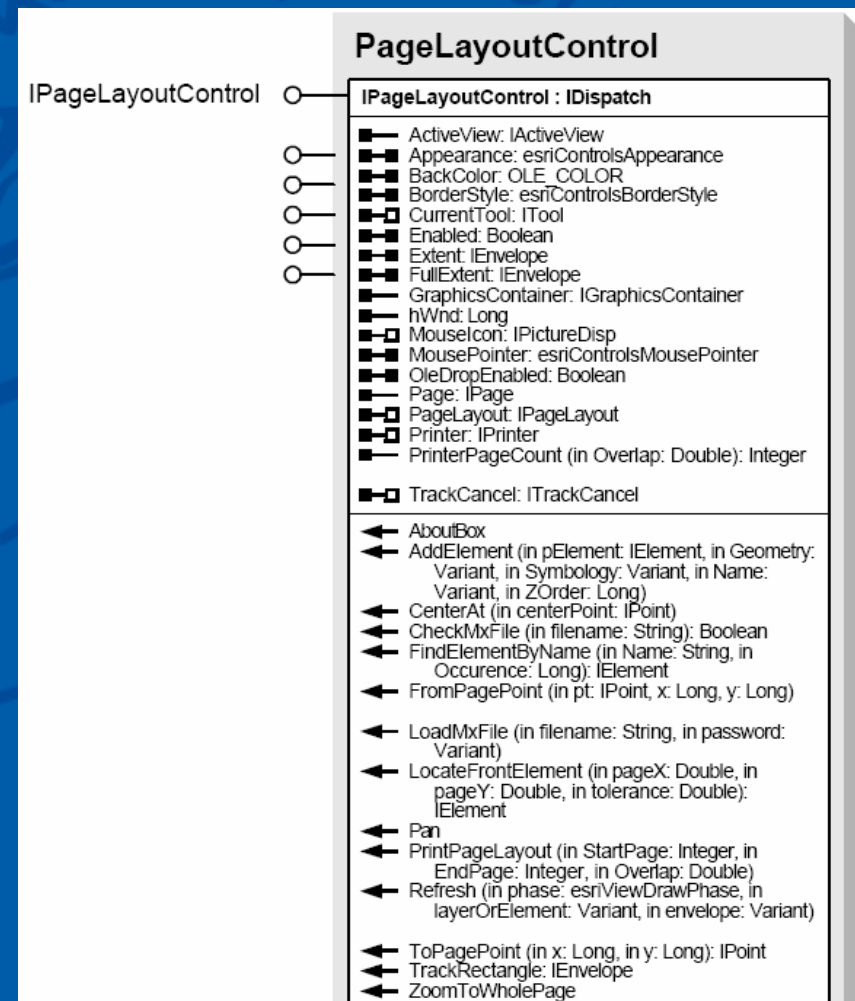 PageLayoutControl
IPageLayoutControl
IPageLayoutControl : IDispatch
ActiveView: IActiveView
Appearance: esriControlsAppearance
BackColor: OLE_COLOR
BorderStyle: esriControlsBorderStyle
CurrentTool: ITool
Enabled: Boolean
Extent: IEnvelope
FullExtent: IEnvelope
GraphicsContainer: IGraphicsContainer
hWnd: Long
MouseIcon: IPictureDisp
MousePointer: esriControlsMousePointer
OleDropEnabled: Boolean
Page: IPage
PageLayout: IPageLayout
Printer: IPrinter
PrinterPageCount (in Overlap: Double): Integer
TrackCancel: ITrackCancel
AboutBox
AddElement (in pElement: IElement, in Geometry:
Variant, in Symbology: Variant, in Name:
Variant, in ZOrder: Long)
CenterAt (in centerPoint: IPoint)
CheckMxFile (in filename: String): Boolean
FindElementByName (in Name: String, in
Occurence: Long): IElement
FromPagePoint (in pt: IPoint, x: Long, y: Long)
LoadMxFile (in filename: String, in password:
Variant)
LocateFrontElement (in pageX: Double, in
pageY: Double, in tolerance: Double):
IElement
Pan
PrintPageLayout (in StartPage: Integer, in
EndPage: Integer, in Overlap: Double)
Refresh (in phase: esriViewDrawPhase, in
layerOrElement: Variant, in envelope: Variant)
ToPagePoint (in x: Long, in y: Long): IPoint
TrackRectangle: IEnvelope
ZoomToWholePage